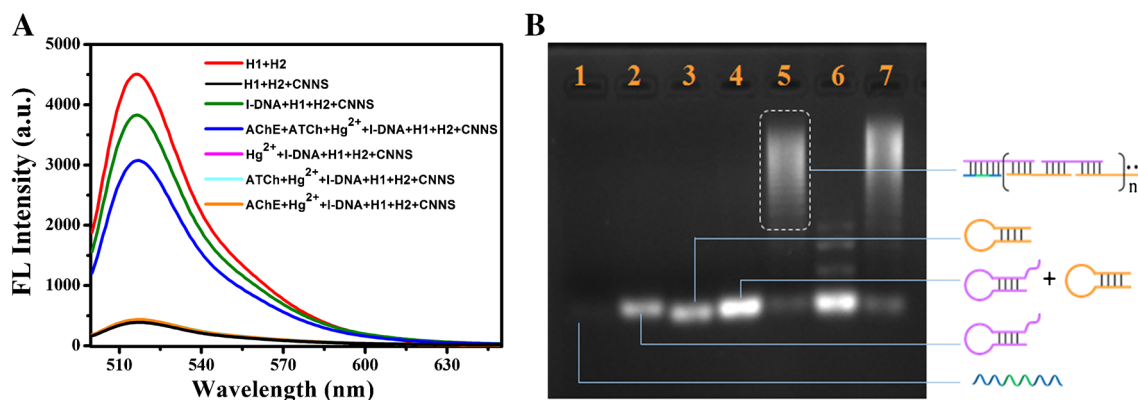 A
FL Intensity (a.u.)
5000
4000
3000
2000
1000
0
510
540
570
600
630
Wavelength (nm)
H1+H2
H1+H2+CNNS
I-DNA+H1+H2+CNNS
AChE+ATCh+Hg²⁺+I-DNA+H1+H2+CNNS
Hg²⁺+I-DNA+H1+H2+CNNS
ATCh+Hg²⁺+I-DNA+H1+H2+CNNS
AChE+Hg²⁺+I-DNA+H1+H2+CNNS
B
1 2 3 4 5 6 7
n
+